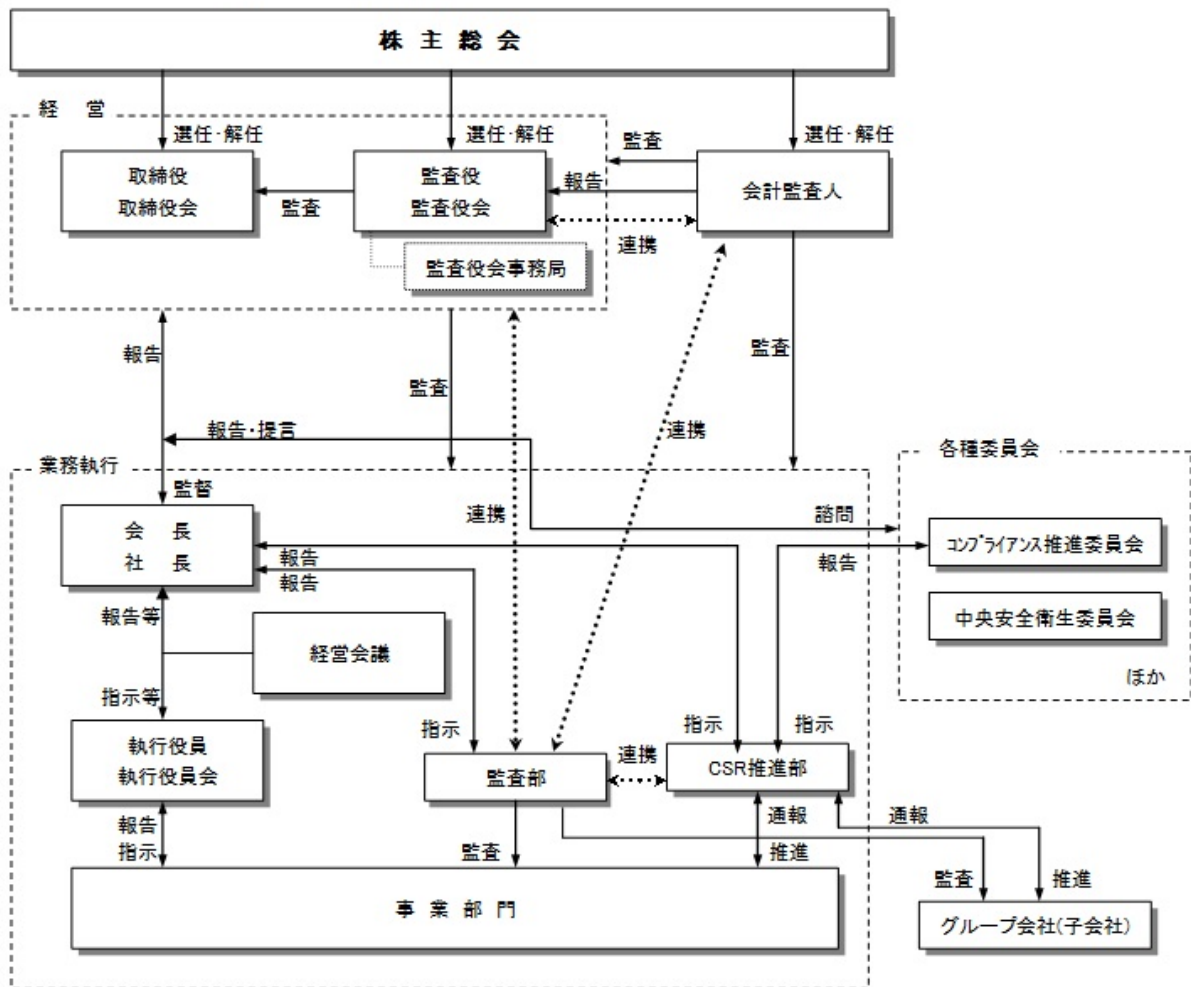 株 主 総 会
経 営
選任・解任
選任・解任
選任・解任
監査
取締役
取締役会
監査
監査役
監査役会
報告
会計監査人
連携
監査役会事務局
報告
監査
監査
報告・提言
連携
業務執行
各種委員会
監督
連携
諮問
会 長
社 長
報告
報告
報告
コンプライアンス推進委員会
中央安全衛生委員会
ほか
報告等
経営会議
指示等
指示
指示
指示
執行役員
執行役員会
監査部
連携
CSR推進部
報告
指示
監査
通報
推進
通報
監査
推進
事 業 部 門
グループ会社(子会社)